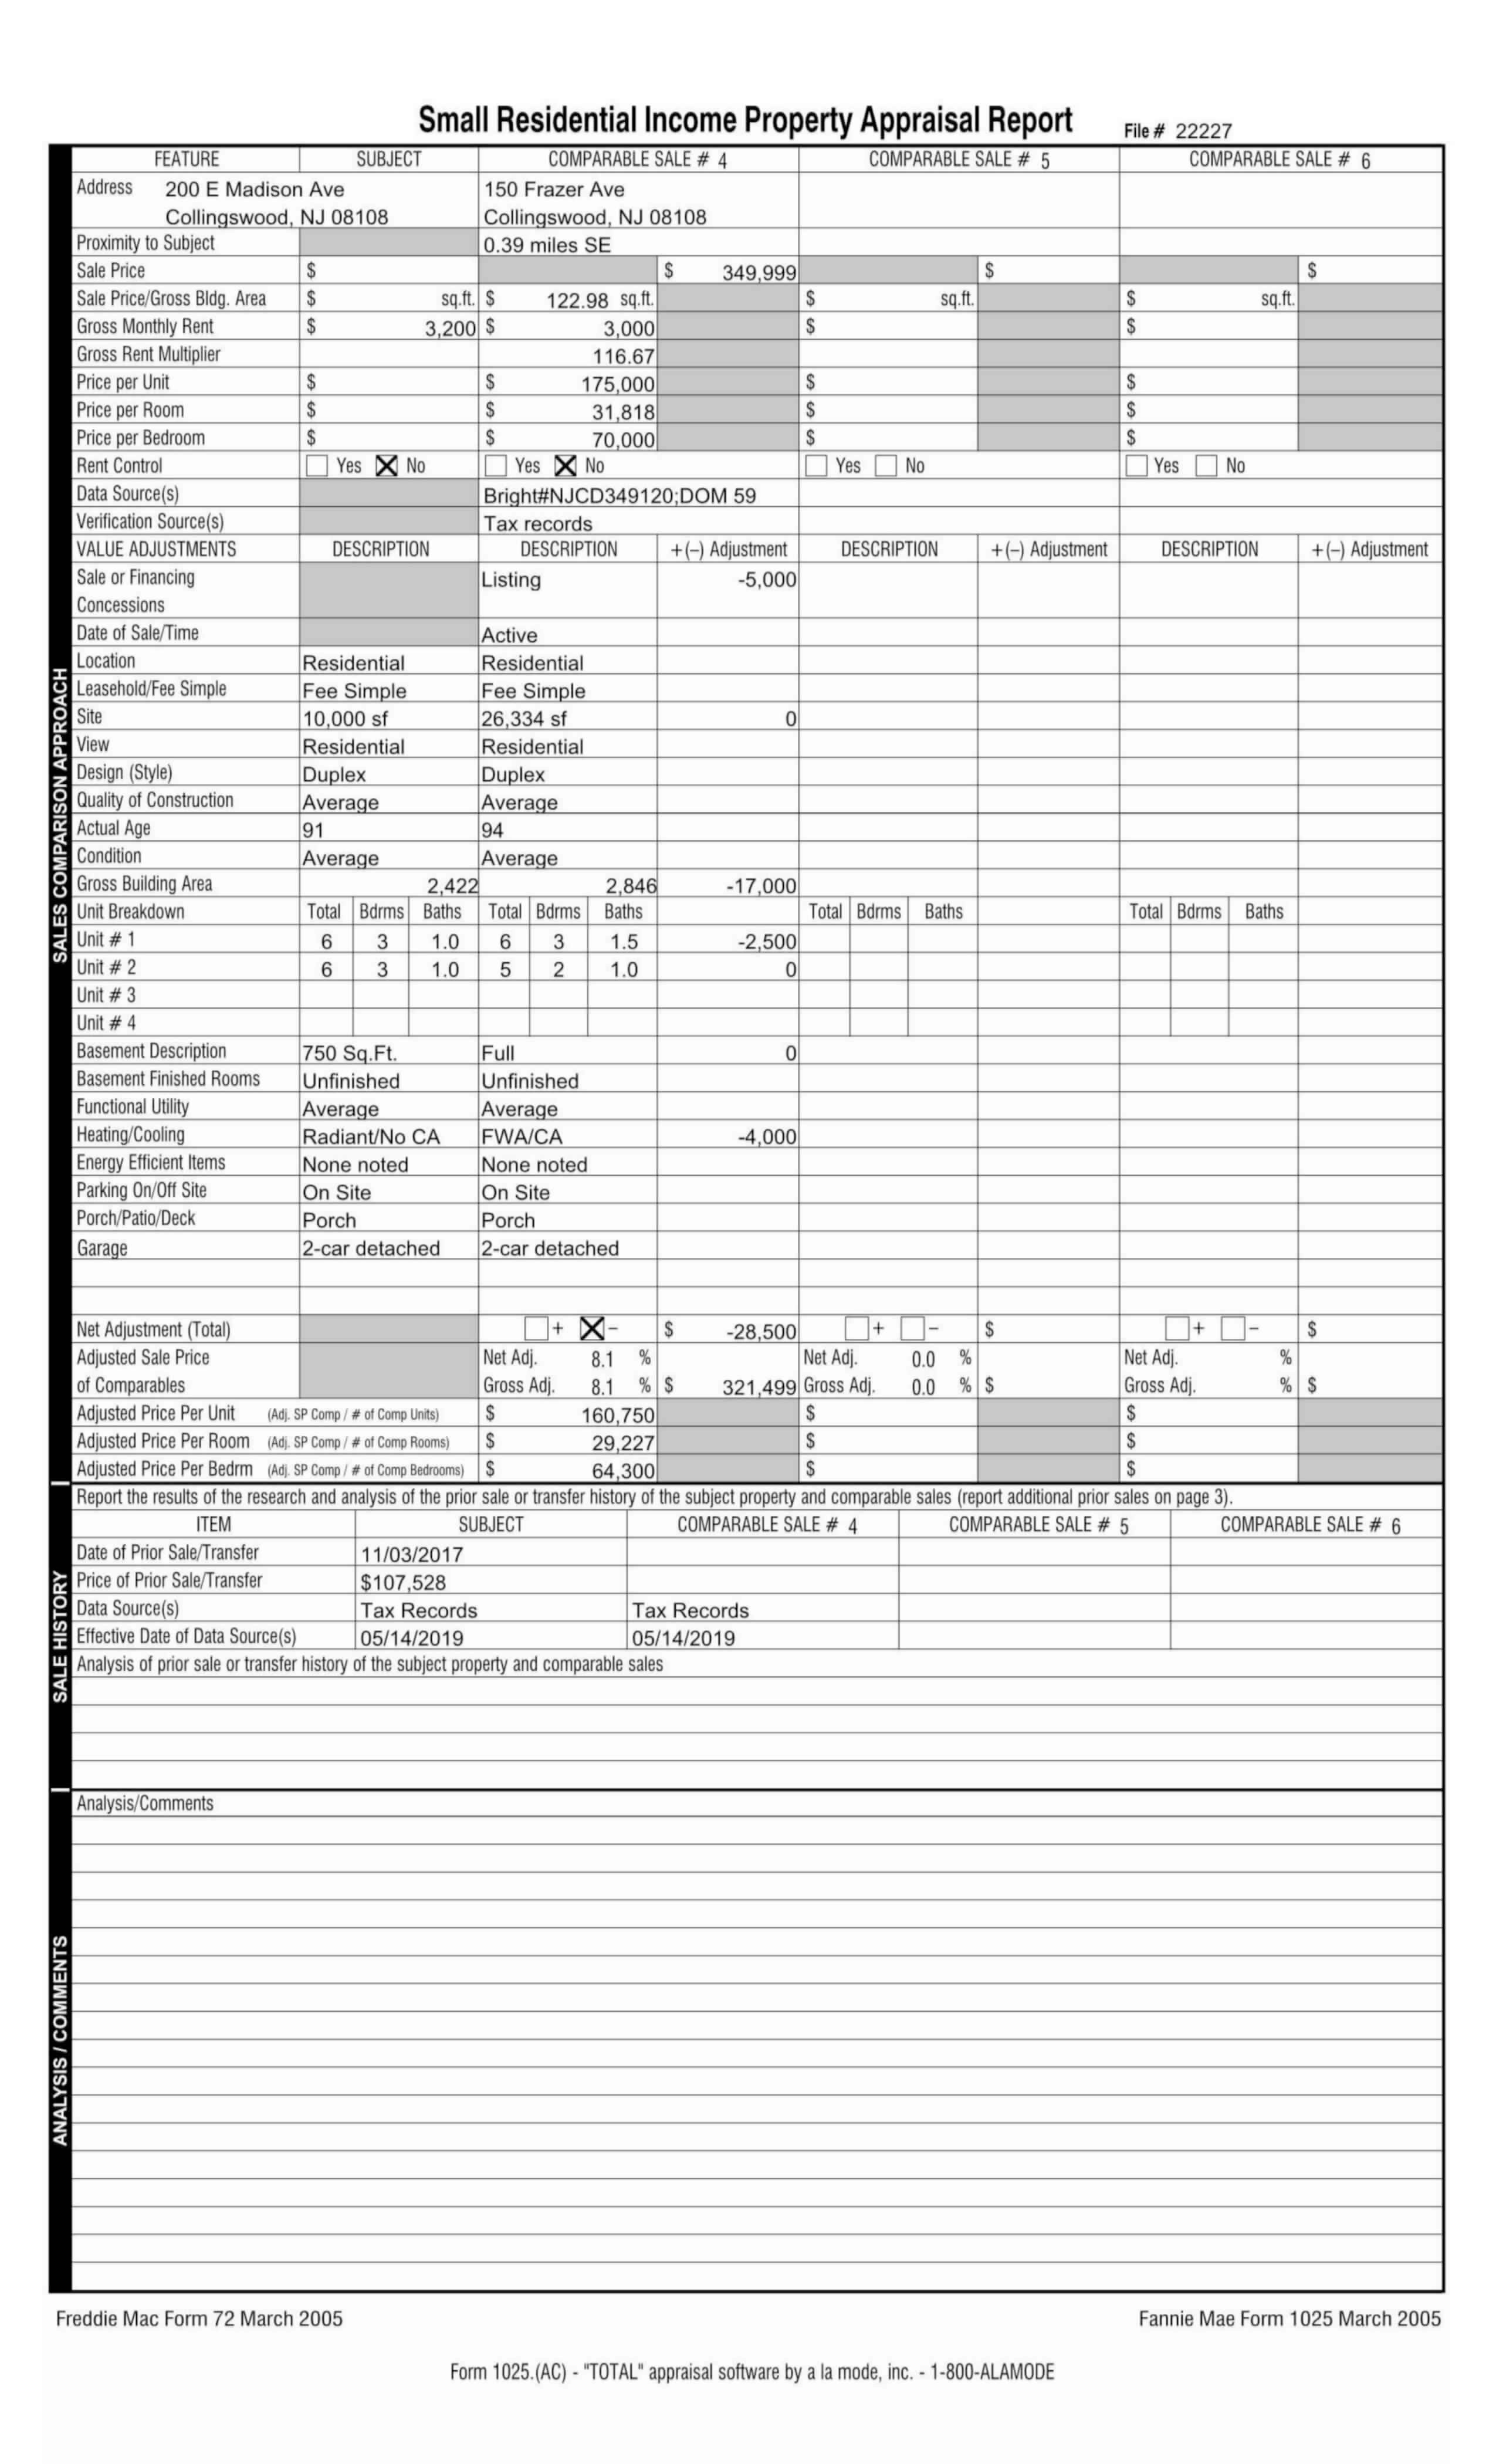 Small Residential Income Property Appraisal Report File # 22227
FEATURE SUBJECT COMPARABLE SALE # 4 COMPARABLE SALE # 5 COMPARABLE SALE # 6
Address 200 E Madison Ave 150 Frazer Ave
Collingswood, NJ 08108 Collingswood, NJ 08108
Proximity to Subject 0.39 miles SE
Sale Price $ $ 349,999 $ $
Sale Price/Gross Bldg. Area $ sq.ft. $ 122.98 sq.ft. $ sq.ft. $ sq.ft.
Gross Monthly Rent $ 3,200 $ 3,000 $ $
Gross Rent Multiplier 116.67
Price per Unit $ $ 175,000 $ $
Price per Room $ $ 31,818 $ $
Price per Bedroom $ $ 70,000 $ $
Rent Control Yes No Yes No Yes No Yes No
Data Source(s) Bright#NJCD349120;DOM 59
Verification Source(s) Tax records
VALUE ADJUSTMENTS DESCRIPTION DESCRIPTION +(–) Adjustment DESCRIPTION +(–) Adjustment DESCRIPTION +(–) Adjustment
Sale or Financing Listing -5,000
Concessions
Date of Sale/Time Active
Location Residential Residential
Leasehold/Fee Simple Fee Simple Fee Simple
Site 10,000 sf 26,334 sf 0
View Residential Residential
Design (Style) Duplex Duplex
Quality of Construction Average Average
Actual Age 91 94
Condition Average Average
Gross Building Area 2,422 2,846 -17,000
Unit Breakdown Total Bdrms Baths Total Bdrms Baths Total Bdrms Baths Total Bdrms Baths
Unit # 1 6 3 1.0 6 3 1.5 -2,500
Unit # 2 6 3 1.0 5 2 1.0 0
Unit # 3
Unit # 4
Basement Description 750 Sq.Ft. Full 0
Basement Finished Rooms Unfinished Unfinished
Functional Utility Average Average
Heating/Cooling Radiant/No CA FWA/CA -4,000
Energy Efficient Items None noted None noted
Parking On/Off Site On Site On Site
Porch/Patio/Deck Porch Porch
Garage 2-car detached 2-car detached
Net Adjustment (Total) + – $ -28,500 + – $ + – $
Adjusted Sale Price Net Adj. 8.1 % Net Adj. 0.0 % Net Adj. %
of Comparables Gross Adj. 8.1 % $ 321,499 Gross Adj. 0.0 % $ Gross Adj. % $
Adjusted Price Per Unit (Adj. SP Comp / # of Comp Units) $ 160,750 $ $
Adjusted Price Per Room (Adj. SP Comp / # of Comp Rooms) $ 29,227 $ $
Adjusted Price Per Bedrm (Adj. SP Comp / # of Comp Bedrooms) $ 64,300 $ $
SALES COMPARISON APPROACH
Report the results of the research and analysis of the prior sale or transfer history of the subject property and comparable sales (report additional prior sales on page 3).
ITEM SUBJECT COMPARABLE SALE # 4 COMPARABLE SALE # 5 COMPARABLE SALE # 6
Date of Prior Sale/Transfer 11/03/2017
Price of Prior Sale/Transfer $107,528
Data Source(s) Tax Records Tax Records
Effective Date of Data Source(s) 05/14/2019 05/14/2019
Analysis of prior sale or transfer history of the subject property and comparable sales
SALE HISTORY
Analysis/Comments
ANALYSIS / COMMENTS
Freddie Mac Form 72 March 2005 Fannie Mae Form 1025 March 2005
Form 1025.(AC) - "TOTAL" appraisal software by a la mode, inc. - 1-800-ALAMODE